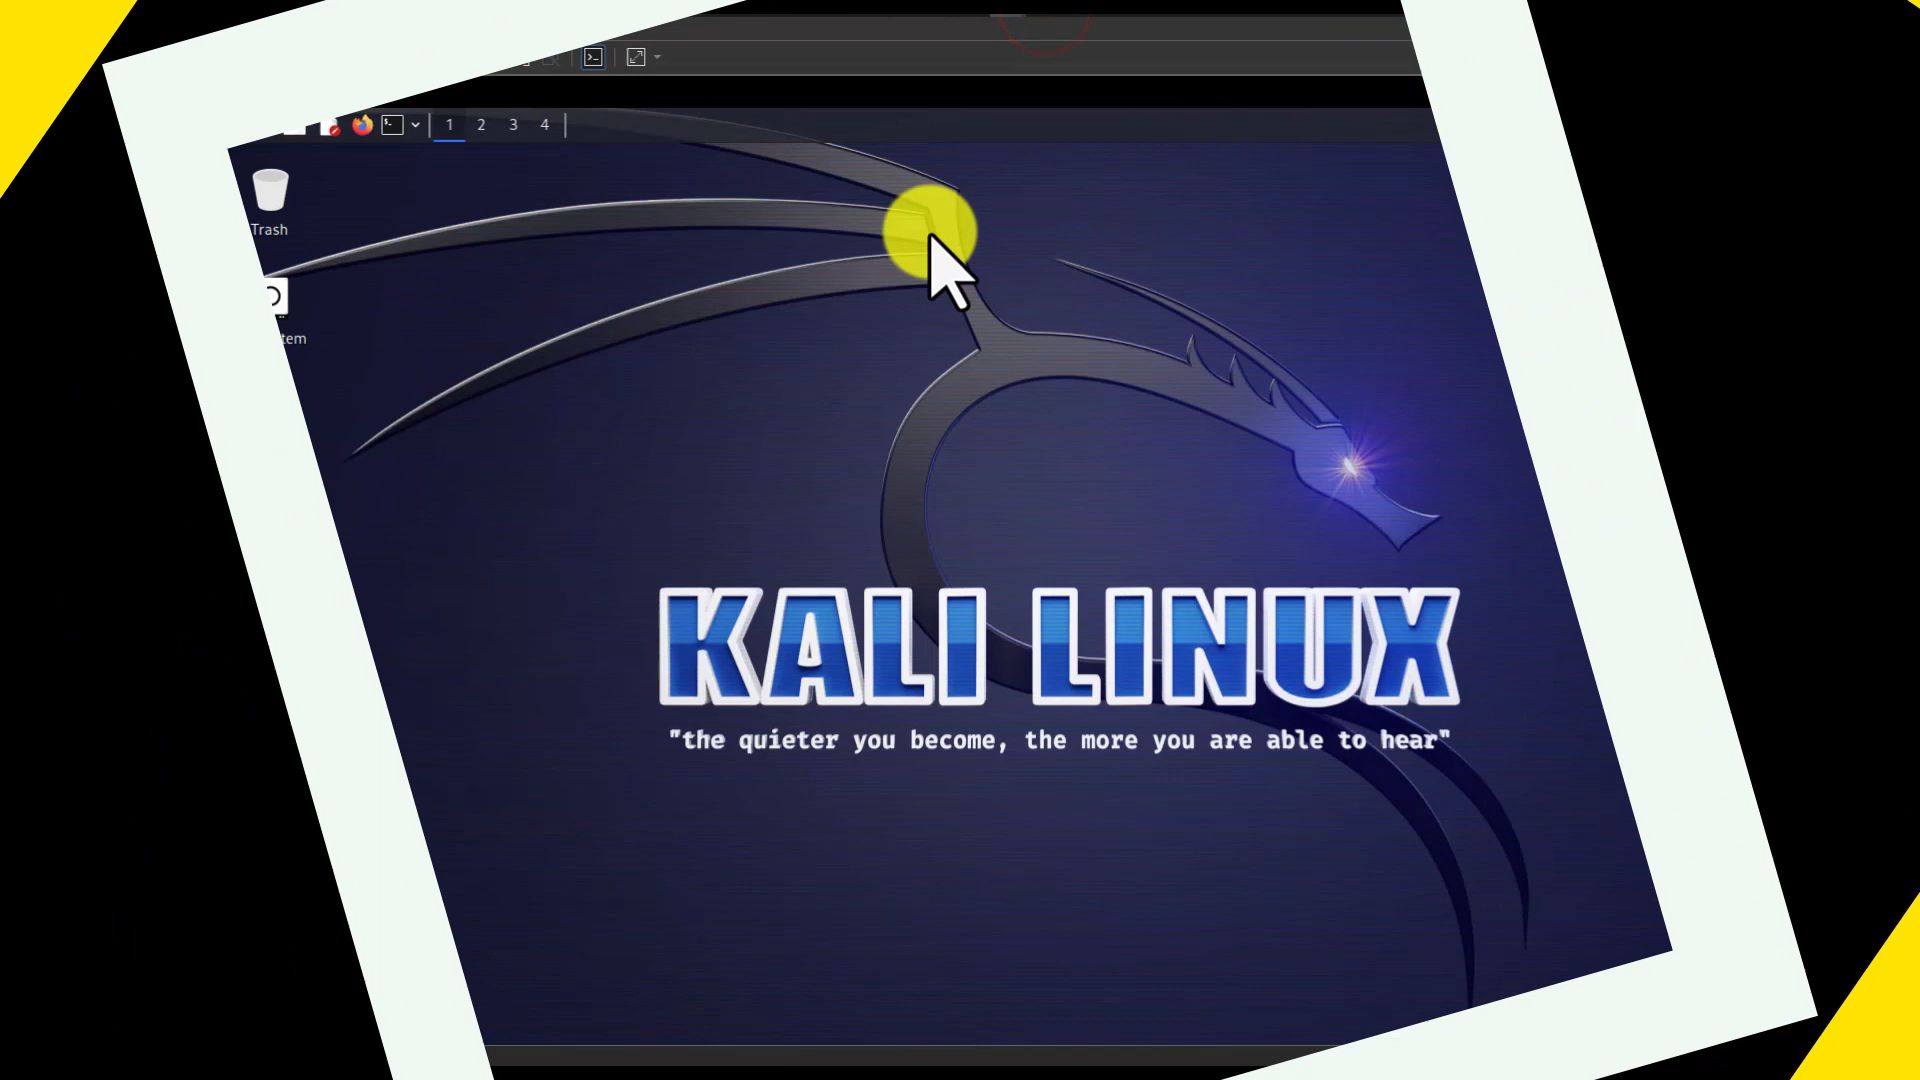 1 2 3 4
Trash
tem
KALI LINUX
"the quieter you become, the more you are able to hear"